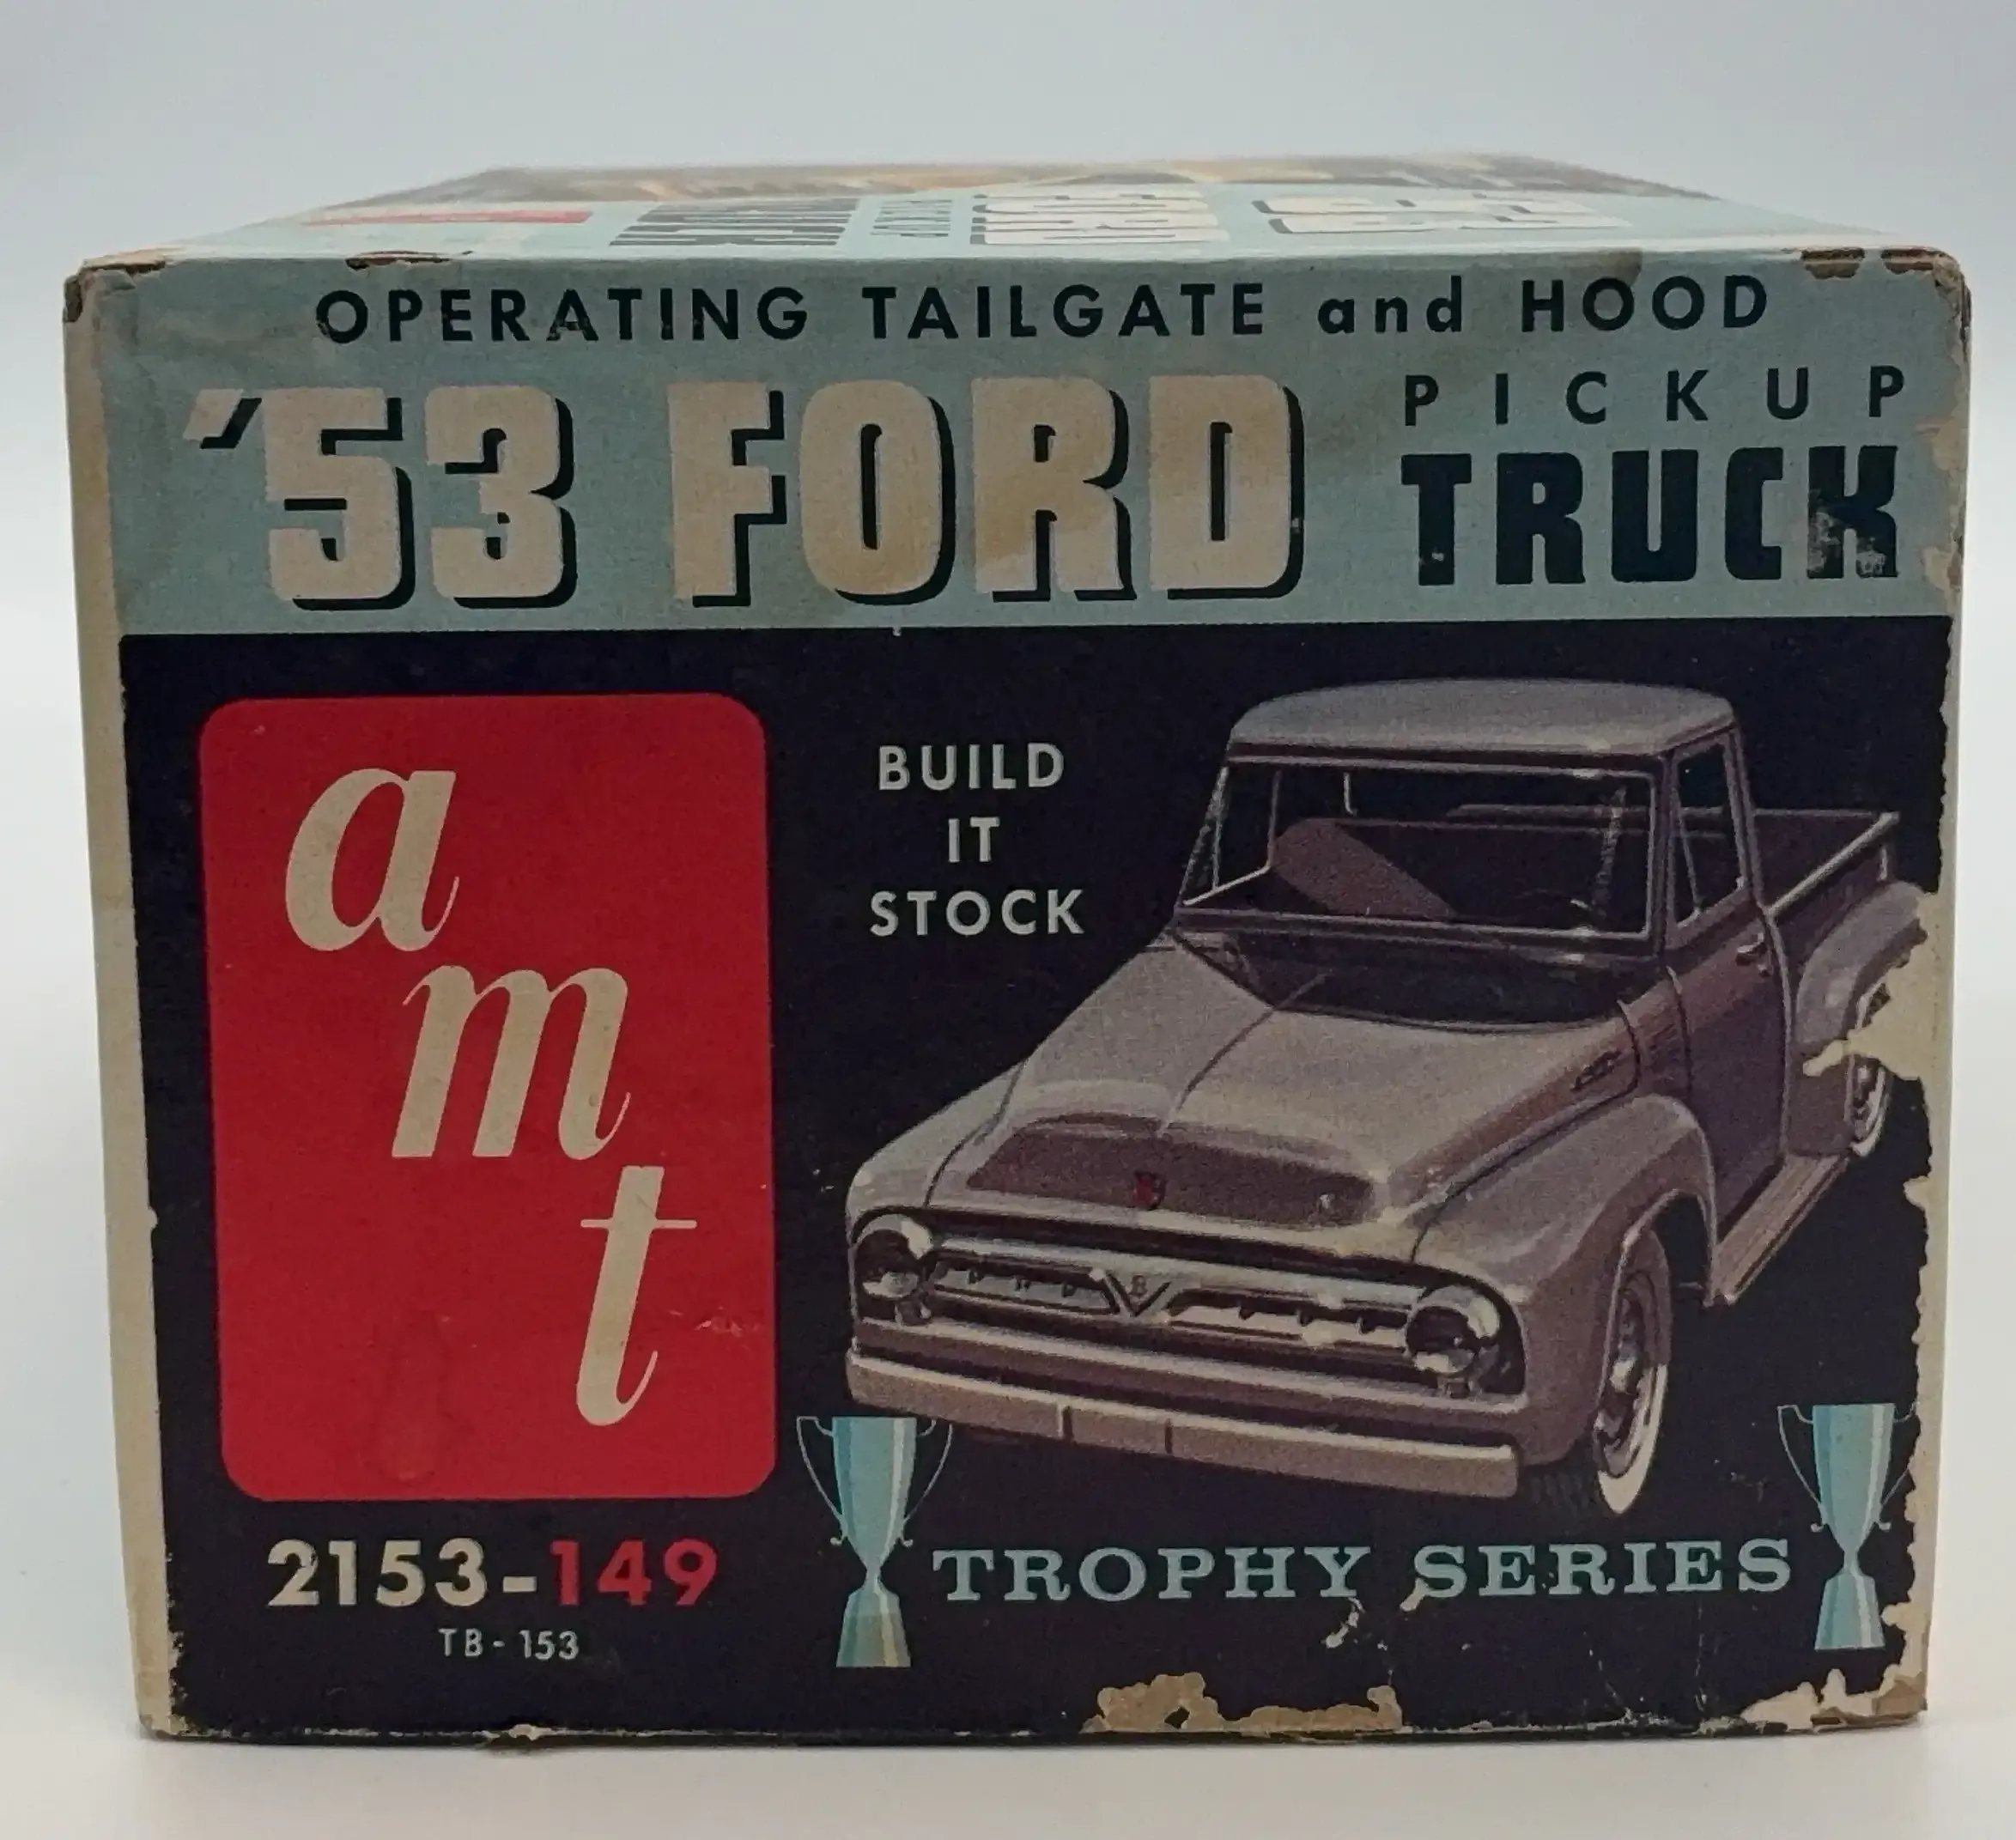 OPERATING TAILGATE and HOOD
'53 FORD PICKUP
TRUCK
amt
BUILD
IT
STOCK
2153-149
TB-153
TROPHY SERIES